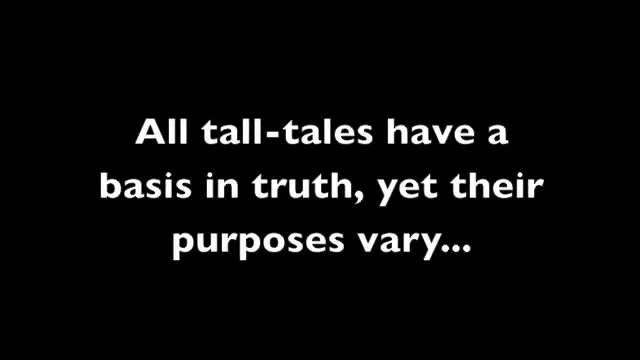 All tall-tales have a
basis in truth, yet their
purposes vary...